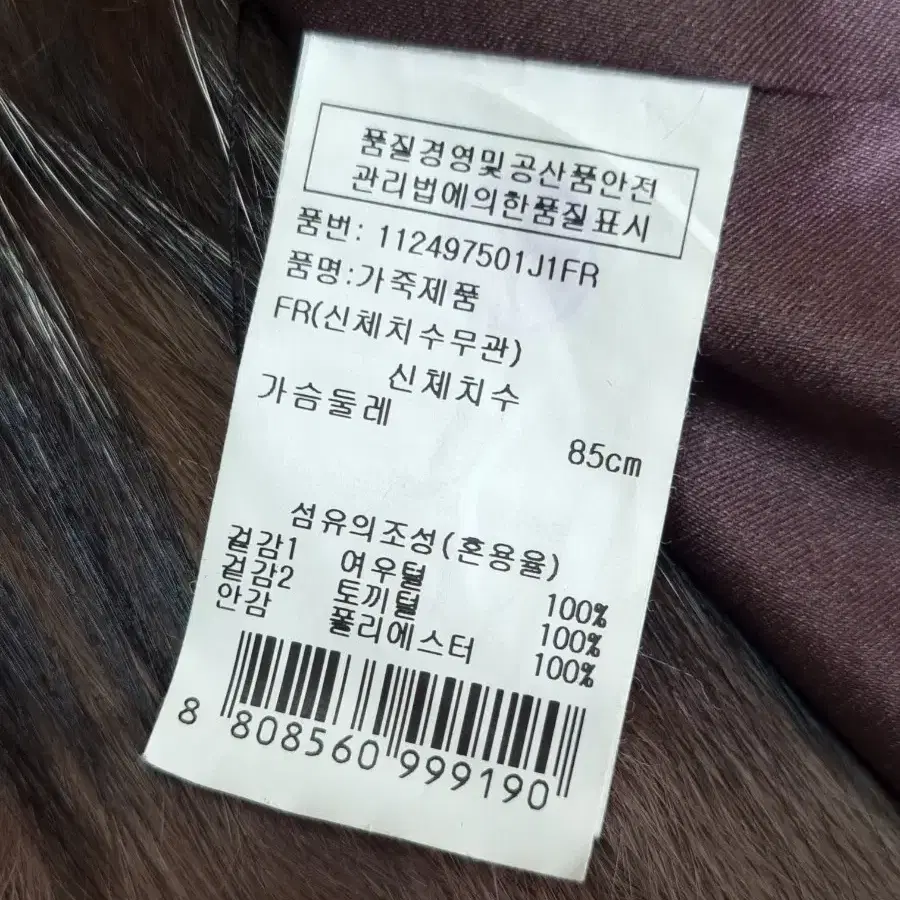 품질경영및공산품안전
관리법에의한품질표시
품번: 112497501J1FR
품명:가죽제품
FR(신체치수무관)
신체치수
가슴둘레
85cm
섬유의조성(혼용율)
겉감1 여우털 100%
겉감2 토끼털 100%
안감 폴리에스터 100%
8 808560 999190